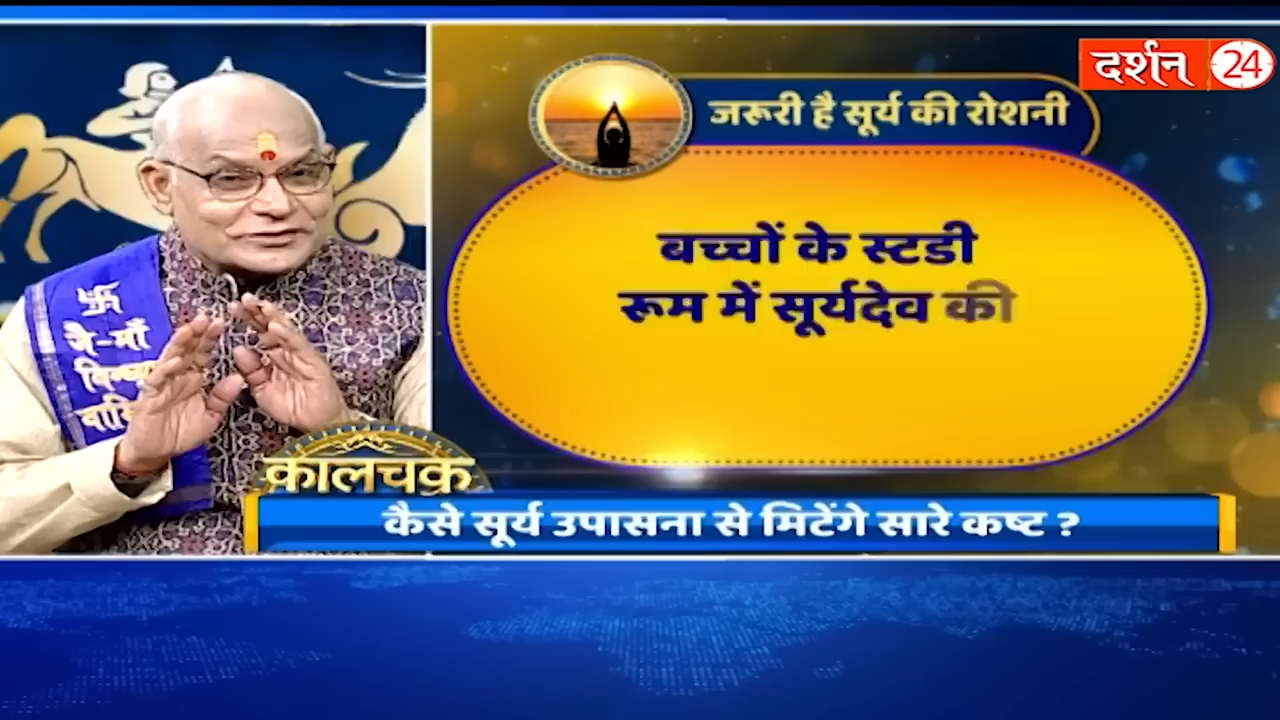 दर्शन 24
जरूरी है सूर्य की रोशनी
बच्चों के स्टडी
रूम में सूर्यदेव की
जै-माँ
कालचक्र
कैसे सूर्य उपासना से मिटेंगे सारे कष्ट ?